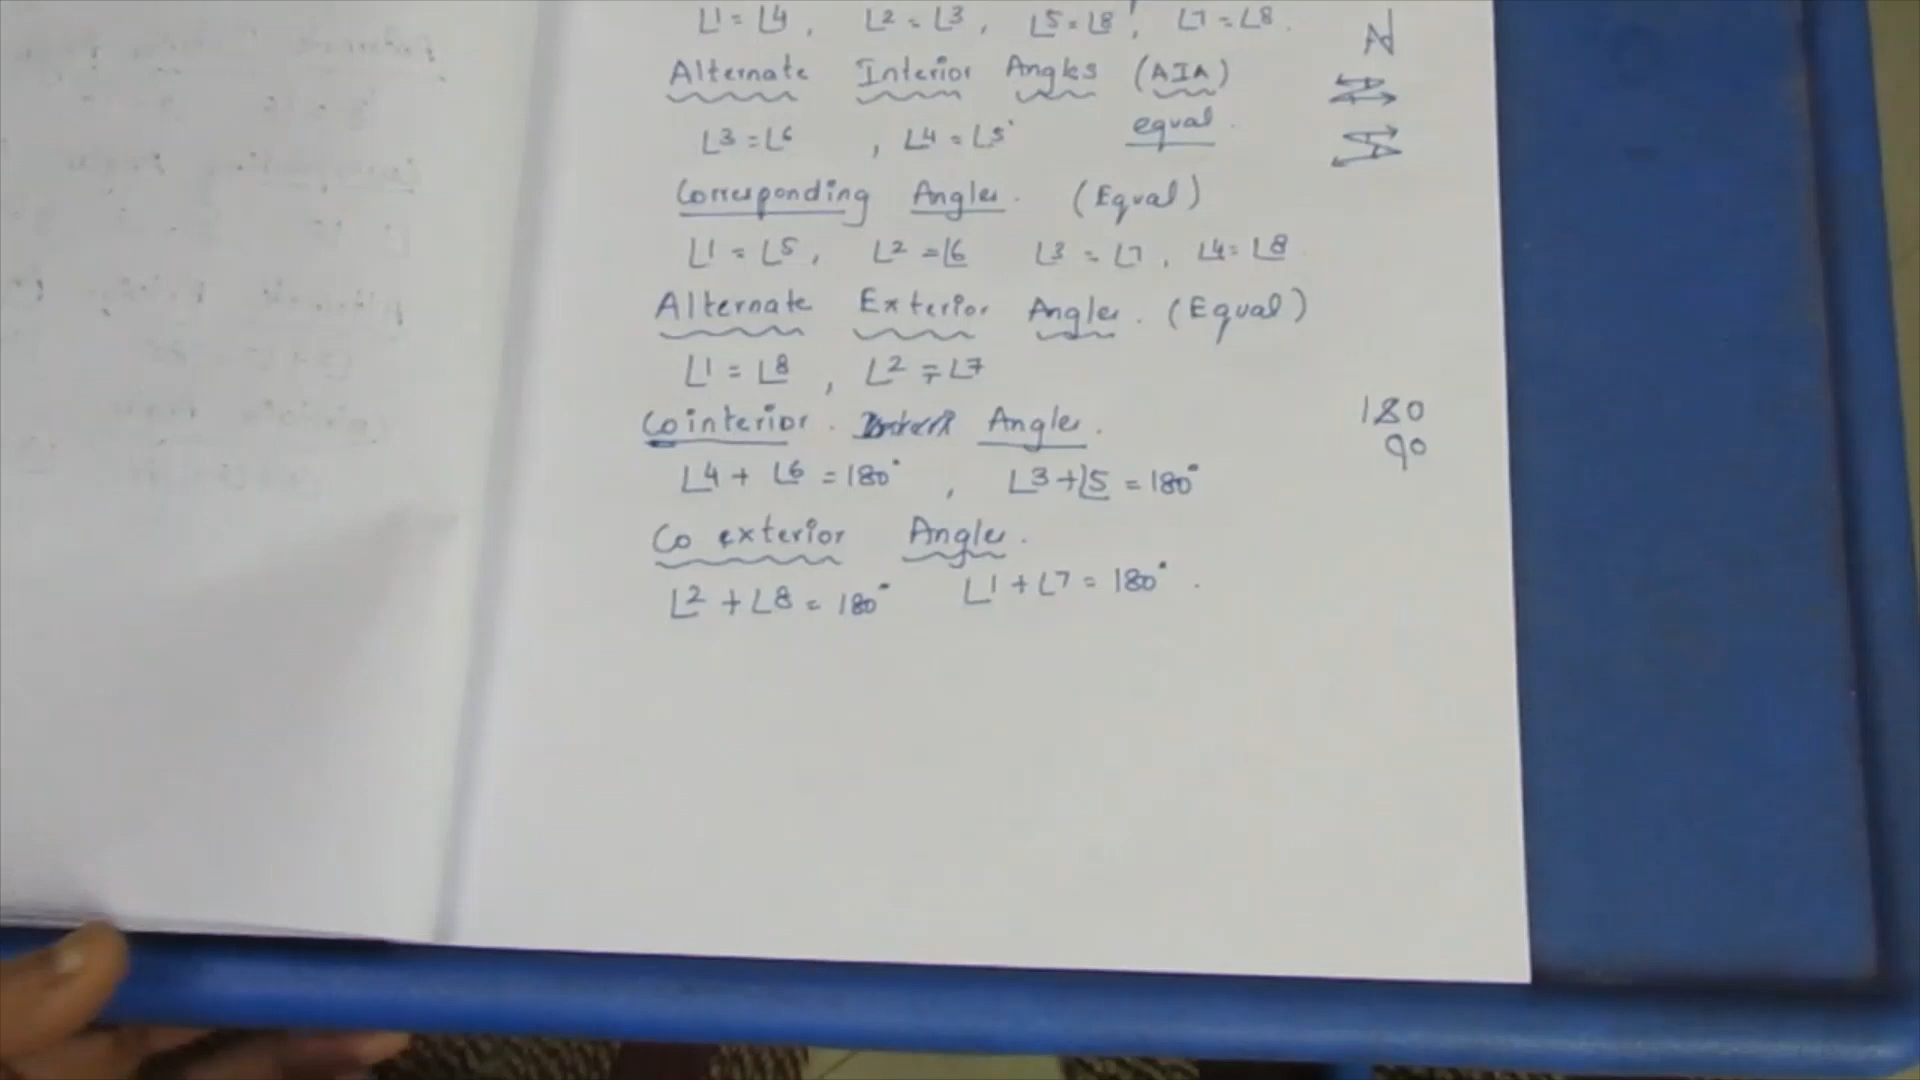 ∠1 = ∠4, ∠2 = ∠3, ∠5 = ∠8, ∠7 = ∠8.
Alternate Interior Angles (AIA)
∠3 = ∠6, ∠4 = ∠5 equal.
Corresponding Angles. (Equal)
∠1 = ∠5, ∠2 = ∠6 ∠3 = ∠7, ∠4 = ∠8
Alternate Exterior Angles. (Equal)
∠1 = ∠8, ∠2 = ∠7
Cointerior. Angles.
180
90
∠4 + ∠6 = 180°, ∠3 + ∠5 = 180°
Co exterior Angles.
∠2 + ∠8 = 180° ∠1 + ∠7 = 180°.